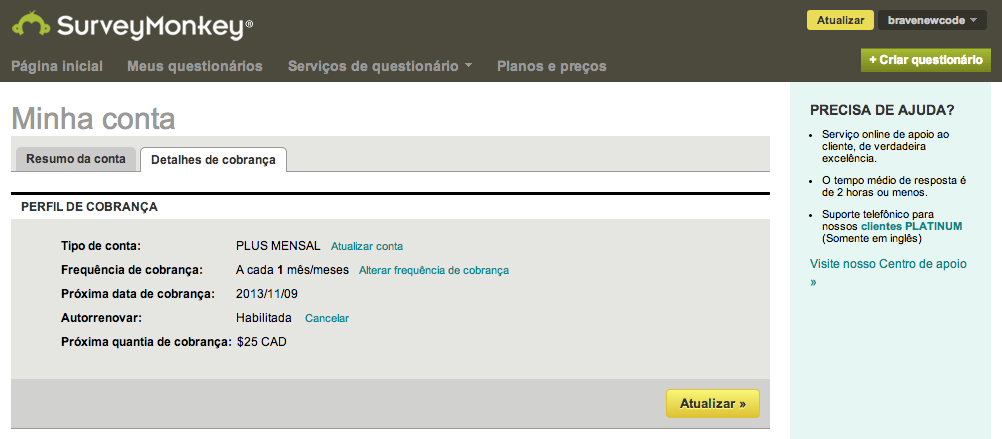 SurveyMonkey®
Atualizar
bravenewcode
Página inicial
Meus questionários
Serviços de questionário
Planos e preços
+ Criar questionário
Minha conta
Resumo da conta
Detalhes de cobrança
PERFIL DE COBRANÇA
Tipo de conta: PLUS MENSAL Atualizar conta
Frequência de cobrança: A cada 1 mês/meses Alterar frequência de cobrança
Próxima data de cobrança: 2013/11/09
Autorrenovar: Habilitada Cancelar
Próxima quantia de cobrança: $25 CAD
Atualizar »
PRECISA DE AJUDA?
• Serviço online de apoio ao
cliente, de verdadeira
excelência.
• O tempo médio de resposta é
de 2 horas ou menos.
• Suporte telefônico para
nossos clientes PLATINUM
(Somente em inglês)
Visite nosso Centro de apoio
»